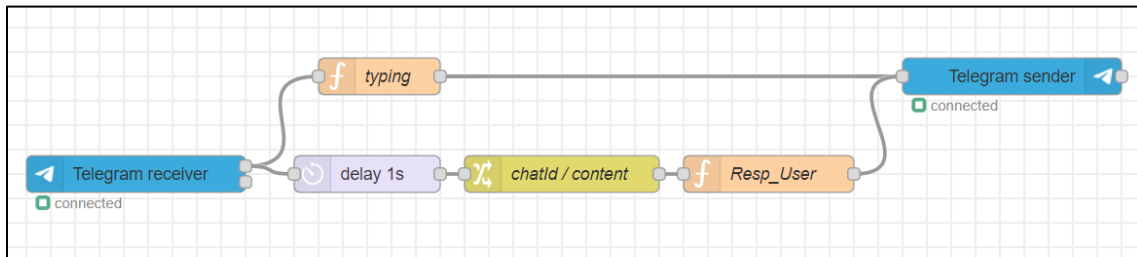 typing
Telegram sender
connected
Telegram receiver
delay 1s
chatId / content
Resp_User
connected